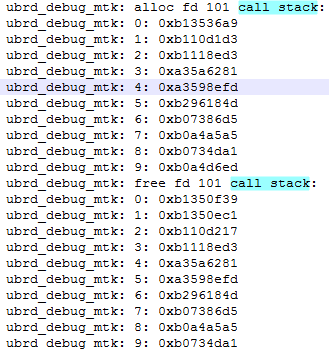 ubrd_debug_mtk: alloc fd 101 call stack:
ubrd_debug_mtk: 0: 0xb13536a9
ubrd_debug_mtk: 1: 0xb110d1d3
ubrd_debug_mtk: 2: 0xb1118ed3
ubrd_debug_mtk: 3: 0xa35a6281
ubrd_debug_mtk: 4: 0xa3598efd
ubrd_debug_mtk: 5: 0xb296184d
ubrd_debug_mtk: 6: 0xb07386d5
ubrd_debug_mtk: 7: 0xb0a4a5a5
ubrd_debug_mtk: 8: 0xb0734da1
ubrd_debug_mtk: 9: 0xb0a4d6ed
ubrd_debug_mtk: free fd 101 call stack:
ubrd_debug_mtk: 0: 0xb1350f39
ubrd_debug_mtk: 1: 0xb1350ec1
ubrd_debug_mtk: 2: 0xb110d217
ubrd_debug_mtk: 3: 0xb1118ed3
ubrd_debug_mtk: 4: 0xa35a6281
ubrd_debug_mtk: 5: 0xa3598efd
ubrd_debug_mtk: 6: 0xb296184d
ubrd_debug_mtk: 7: 0xb07386d5
ubrd_debug_mtk: 8: 0xb0a4a5a5
ubrd_debug_mtk: 9: 0xb0734da1